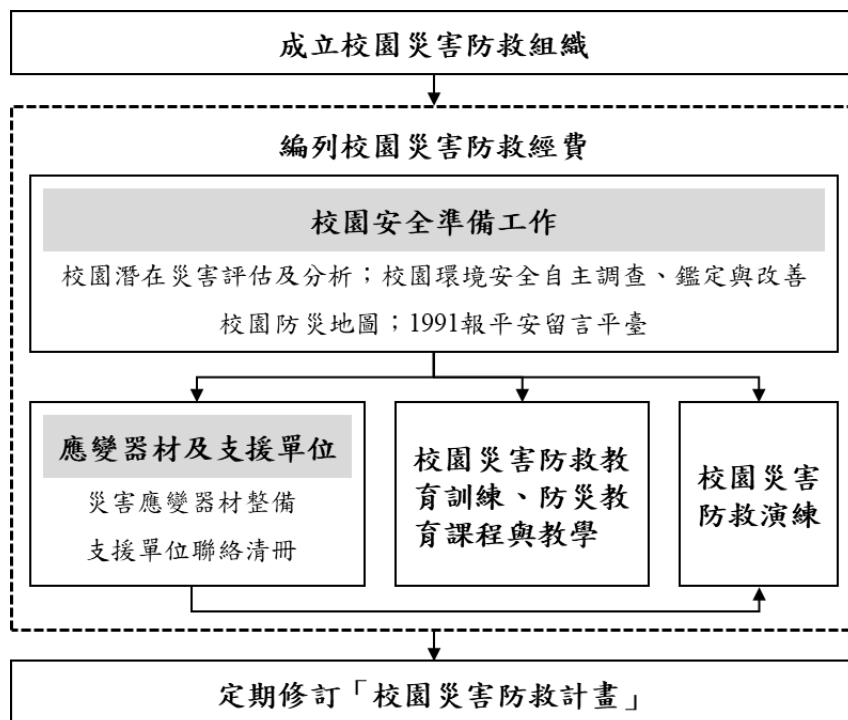 成立校園災害防救組織
編列校園災害防救經費
校園安全準備工作
校園潛在災害評估及分析；校園環境安全自主調查、鑑定與改善
校園防災地圖；1991報平安留言平臺
應變器材及支援單位
災害應變器材整備
支援單位聯絡清冊
校園災害防救教
育訓練、防災教
育課程與教學
校園災害
防救演練
定期修訂「校園災害防救計畫」